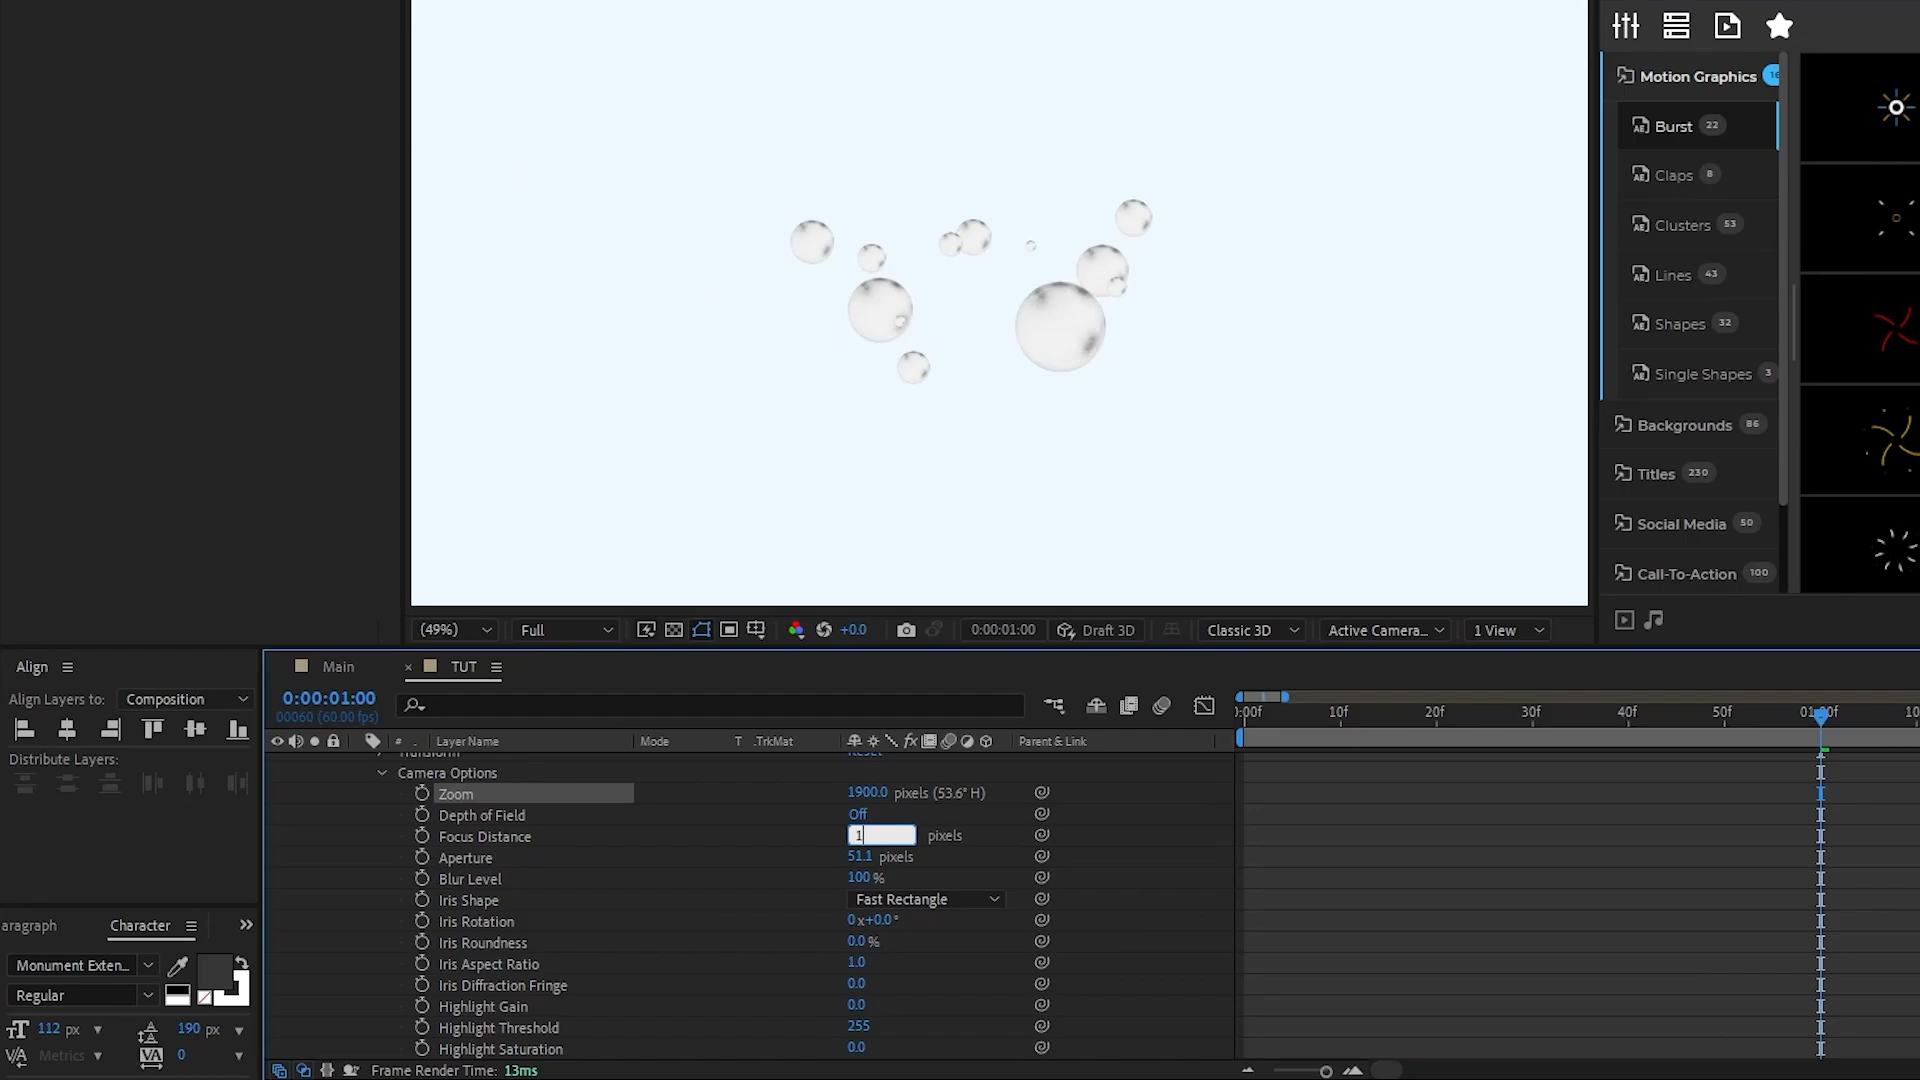 Motion Graphics
Burst 22
Claps 8
Clusters 53
Lines 43
Shapes 32
Single Shapes 3
Backgrounds 86
Titles 230
Social Media 50
Call-To-Action 100
(49%) Full +0.0 0:00:01:00 Draft 3D Classic 3D Active Camera... 1 View
Align
Align Layers to: Composition
Distribute Layers:
Main × TUT
0:00:01:00
00060 (60.00 fps)
:00f 10f 20f 30f 40f 50f 01:00f 10
# Layer Name Mode T .TrkMat fx Parent & Link
Camera Options
Zoom 1900.0 pixels (53.6° H)
Depth of Field Off
Focus Distance 1 pixels
Aperture 51.1 pixels
Blur Level 100 %
Iris Shape Fast Rectangle
Iris Rotation 0 x+0.0 °
Iris Roundness 0.0 %
Iris Aspect Ratio 1.0
Iris Diffraction Fringe 0.0
Highlight Gain 0.0
Highlight Threshold 255
Highlight Saturation 0.0
Frame Render Time: 13ms
aragraph Character
Monument Exten...
Regular
112 px 190 px
Metrics 0